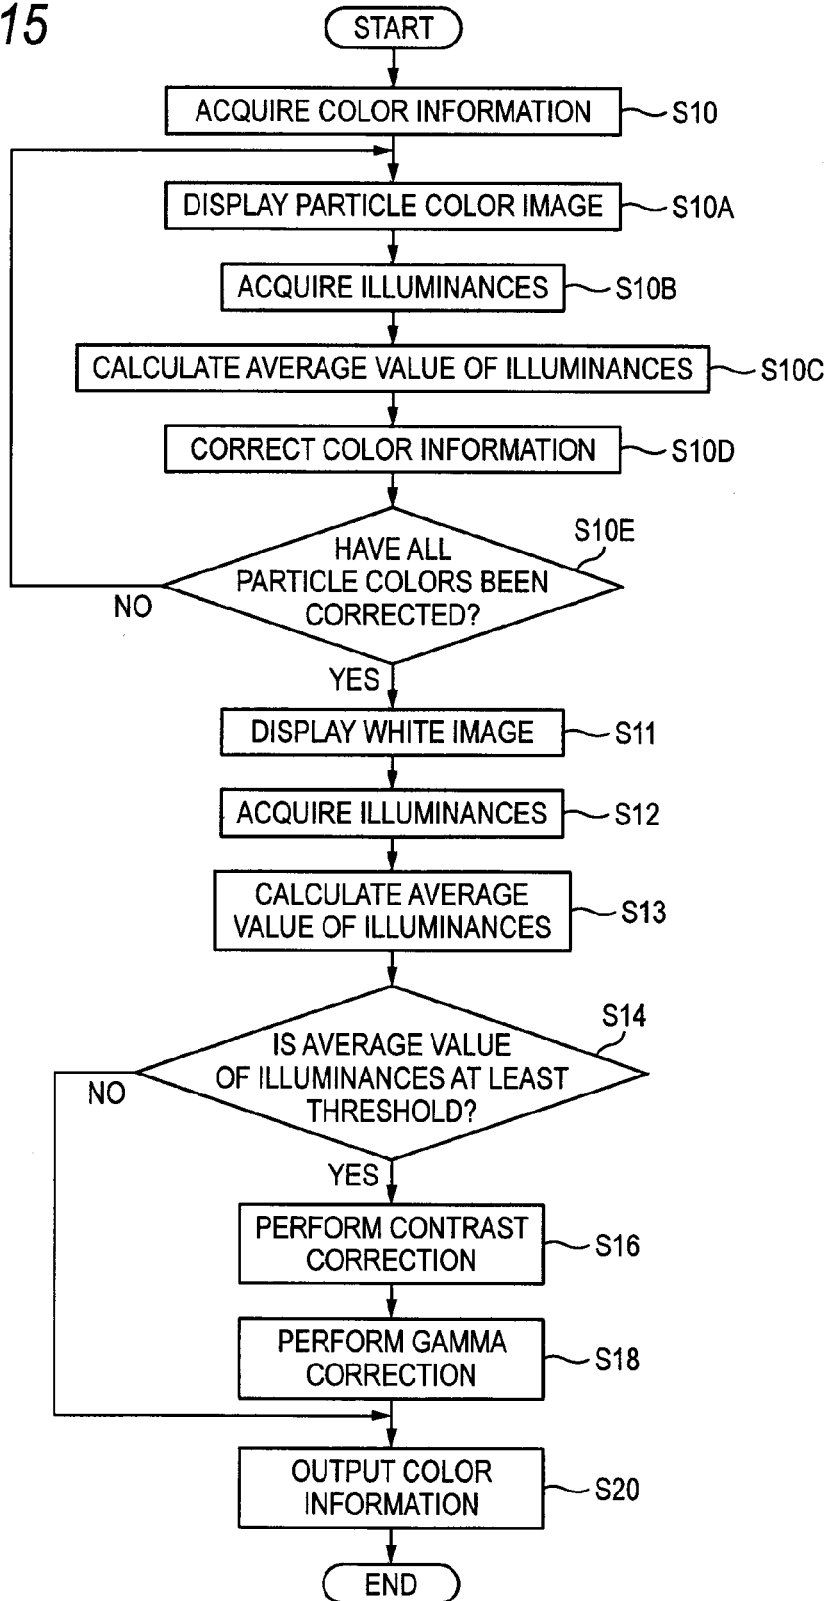 15
START
ACQUIRE COLOR INFORMATION
S10
DISPLAY PARTICLE COLOR IMAGE
S10A
ACQUIRE ILLUMINANCES
S10B
CALCULATE AVERAGE VALUE OF ILLUMINANCES
S10C
CORRECT COLOR INFORMATION
S10D
S10E
HAVE ALL
PARTICLE COLORS BEEN
CORRECTED?
NO
YES
DISPLAY WHITE IMAGE
S11
ACQUIRE ILLUMINANCES
S12
CALCULATE AVERAGE
VALUE OF ILLUMINANCES
S13
S14
IS AVERAGE VALUE
OF ILLUMINANCES AT LEAST
THRESHOLD?
NO
YES
PERFORM CONTRAST
CORRECTION
S16
PERFORM GAMMA
CORRECTION
S18
OUTPUT COLOR
INFORMATION
S20
END